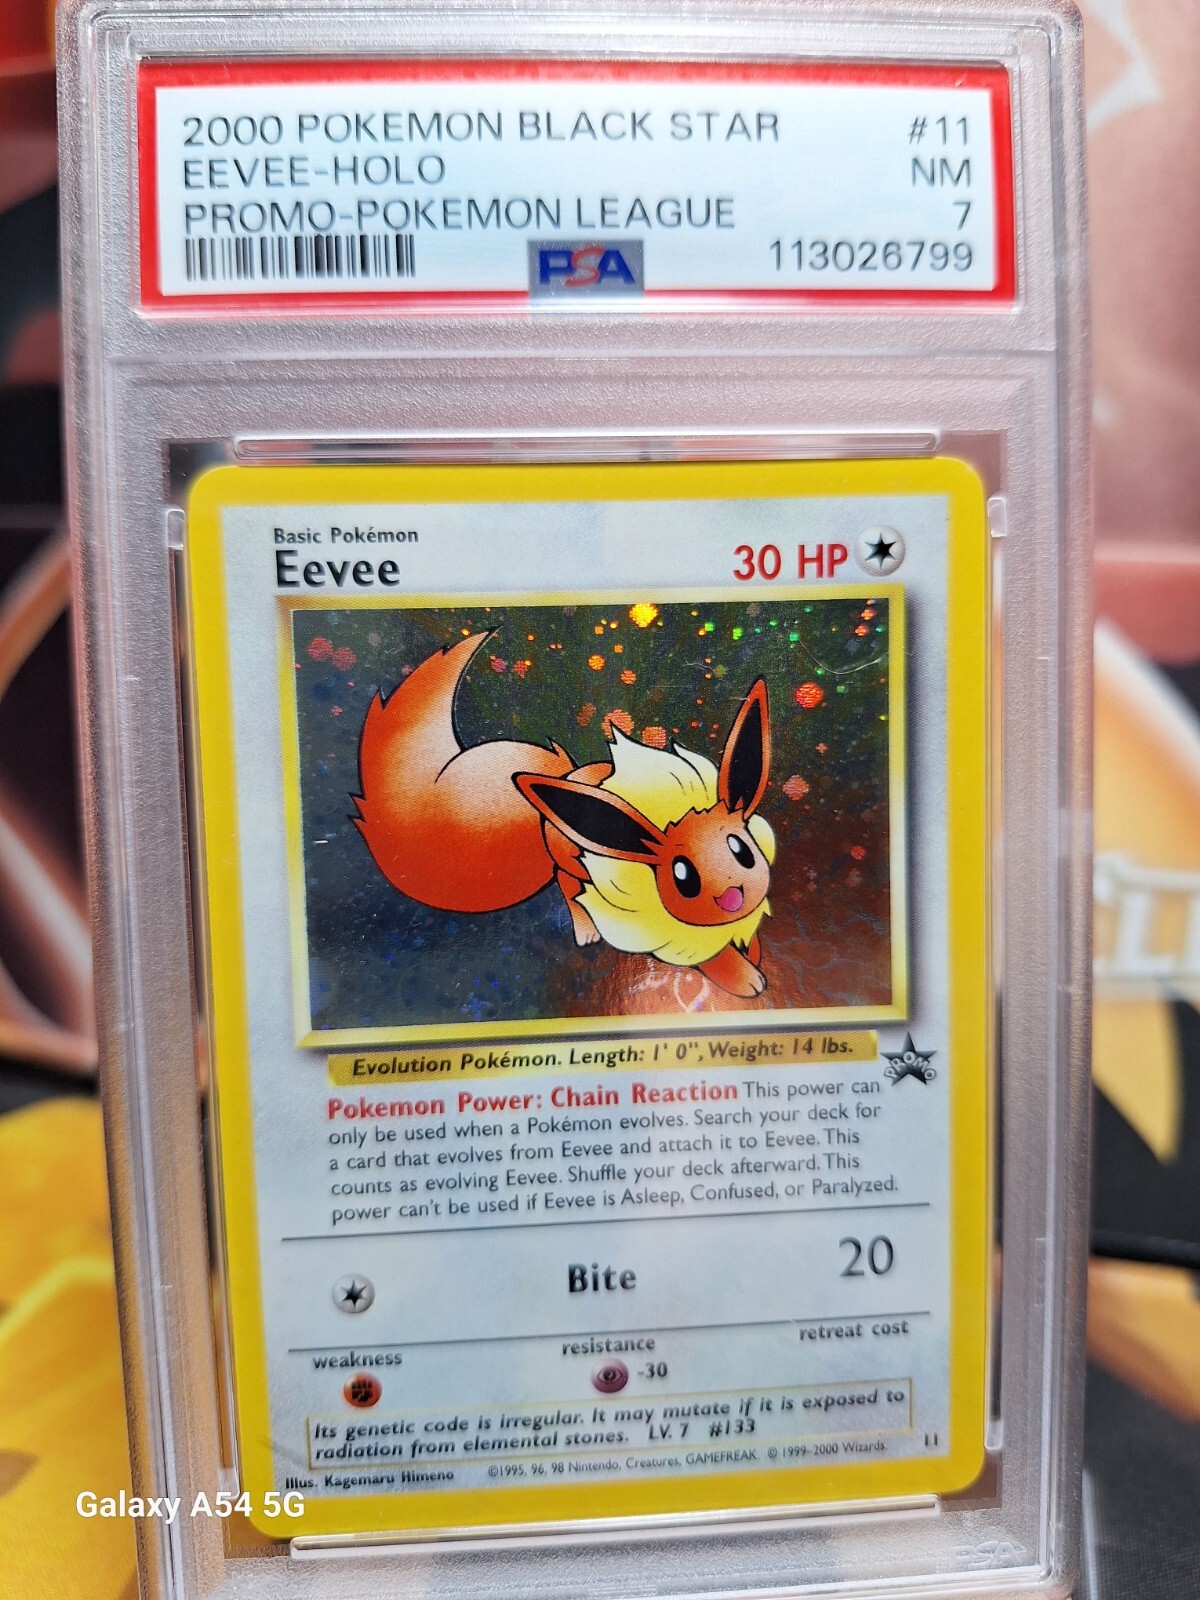 2000 POKEMON BLACK STAR #11
EEVEE-HOLO NM
PROMO-POKEMON LEAGUE 7
PSA 113026799
Basic Pokémon
Eevee 30 HP
Evolution Pokémon. Length: 1' 0", Weight: 14 lbs.
PROMO
Pokemon Power: Chain Reaction This power can
only be used when a Pokémon evolves. Search your deck for
a card that evolves from Eevee and attach it to Eevee. This
counts as evolving Eevee. Shuffle your deck afterward. This
power can't be used if Eevee is Asleep, Confused, or Paralyzed.
Bite 20
weakness resistance retreat cost
-30
Its genetic code is irregular. It may mutate if it is exposed to
radiation from elemental stones. LV. 7 #133
Illus. Kagemaru Himeno ©1995, 96, 98 Nintendo, Creatures, GAMEFREAK. © 1999-2000 Wizards. 11
Galaxy A54 5G